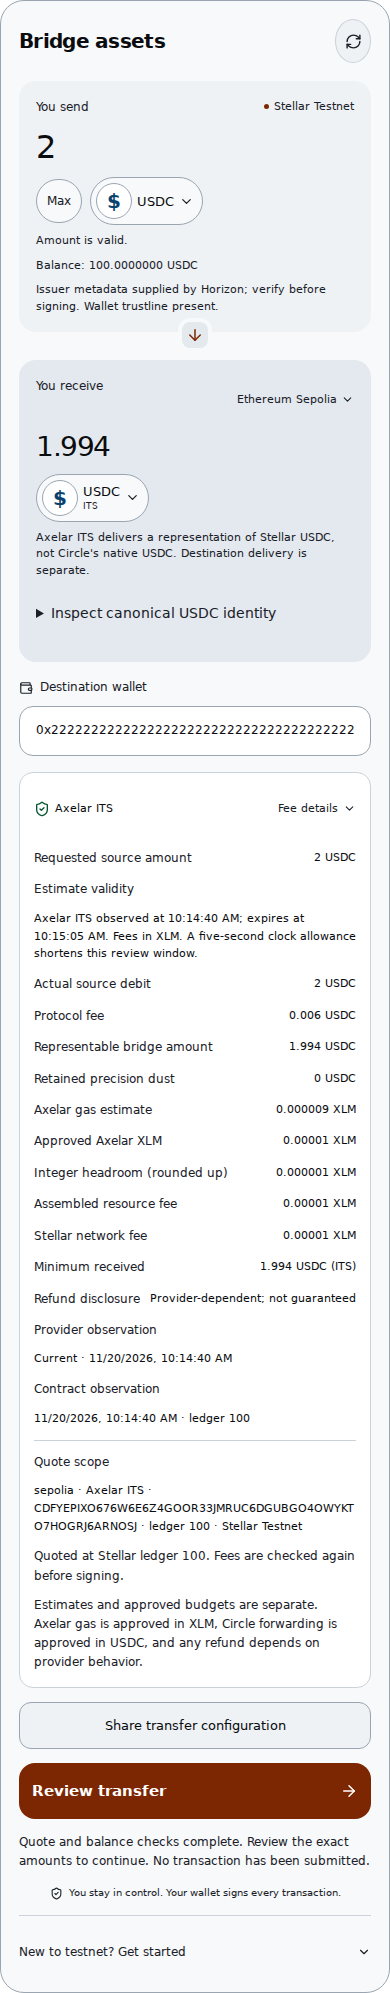 Bridge assets
You send
Stellar Testnet
2
Max
$ USDC
Amount is valid.
Balance: 100.0000000 USDC
Issuer metadata supplied by Horizon; verify before
signing. Wallet trustline present.
You receive
Ethereum Sepolia
1.994
$ USDC
ITS
Axelar ITS delivers a representation of Stellar USDC,
not Circle's native USDC. Destination delivery is
separate.
Inspect canonical USDC identity
Destination wallet
0x2222222222222222222222222222222222222222
Axelar ITS
Fee details
Requested source amount 2 USDC
Estimate validity
Axelar ITS observed at 10:14:40 AM; expires at
10:15:05 AM. Fees in XLM. A five-second clock allowance
shortens this review window.
Actual source debit 2 USDC
Protocol fee 0.006 USDC
Representable bridge amount 1.994 USDC
Retained precision dust 0 USDC
Axelar gas estimate 0.000009 XLM
Approved Axelar XLM 0.00001 XLM
Integer headroom (rounded up) 0.000001 XLM
Assembled resource fee 0.00001 XLM
Stellar network fee 0.00001 XLM
Minimum received 1.994 USDC (ITS)
Refund disclosure Provider-dependent; not guaranteed
Provider observation
Current · 11/20/2026, 10:14:40 AM
Contract observation
11/20/2026, 10:14:40 AM · ledger 100
Quote scope
sepolia · Axelar ITS ·
CDFYEPIXO676W6E6Z4GOOR33JMRUC6DGUBGO4OWYKT
O7HOGRJ6ARNOSJ · ledger 100 · Stellar Testnet
Quoted at Stellar ledger 100. Fees are checked again
before signing.
Estimates and approved budgets are separate.
Axelar gas is approved in XLM, Circle forwarding is
approved in USDC, and any refund depends on
provider behavior.
Share transfer configuration
Review transfer
Quote and balance checks complete. Review the exact
amounts to continue. No transaction has been submitted.
You stay in control. Your wallet signs every transaction.
New to testnet? Get started